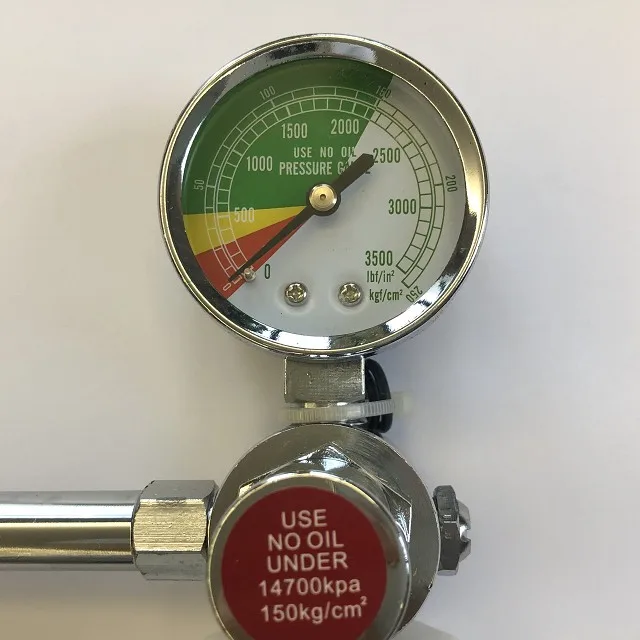 100
150
50
200
250
0
1500
2000
1000
2500
500
3000
0
3500
USE NO OIL
PRESSURE G
lbf/in²
kgf/cm²
USE
NO OIL
UNDER
14700kpa
150kg/cm²